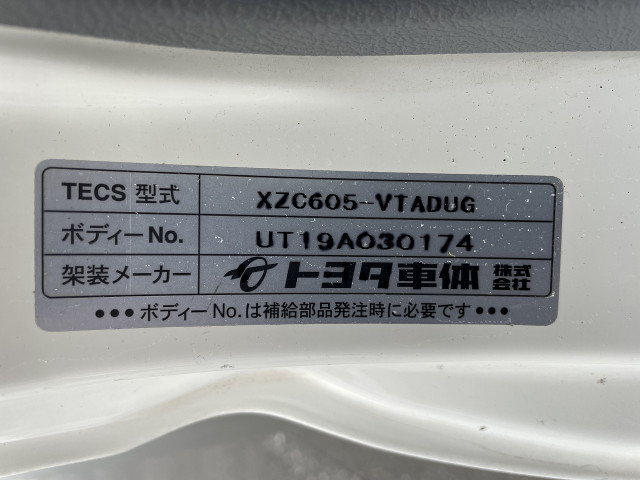 TECS 型式 XZC605-VTADUG
ボディーNo. UT19A030174
架装メーカー トヨタ車体 株式会社
●●●ボディーNo.は補給部品発注時に必要です●●●